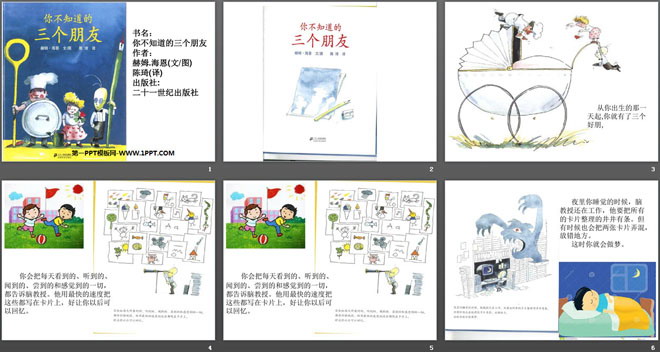 你不知道的
三个朋友
赫姆·海恩 文/图 陈琦 译
第一PPT模板网-WWW.1PPT.COM
书名：
你不知道的三个朋友
作者：
赫姆.海恩(文/图)
陈琦(译)
出版社：
二十一世纪出版社
1
你不知道的
三个朋友
赫姆·海恩 文/图 陈琦 译
2
从你出生的那一
天起,你就有了三个
好朋,
3
你会把每天看到的、听到的、
闻到的、尝到的和感觉到的一切，
都告诉脑教授。他用最快的速度把
这些都写在卡片上，好让你以后可
以回忆。
4
你会把每天看到的、听到的、
闻到的、尝到的和感觉到的一切，
都告诉脑教授。他用最快的速度把
这些都写在卡片上，好让你以后可
以回忆。
5
夜里你睡觉的时候，脑
教授还在工作，他要把所有
的卡片整理的井井有条。但
有时候也会把两张卡片弄混，
放错地方。
这时你就会做梦。
6